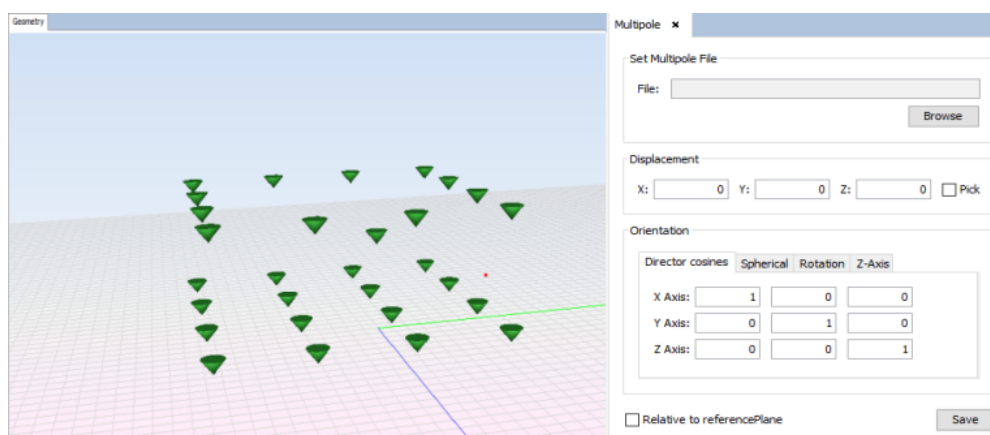 Geometry
Multipole ×
Set Multipole File
File:
Browse
Displacement
X: 0 Y: 0 Z: 0 Pick
Orientation
Director cosines Spherical Rotation Z-Axis
X Axis: 1 0 0
Y Axis: 0 1 0
Z Axis: 0 0 1
Relative to referencePlane Save